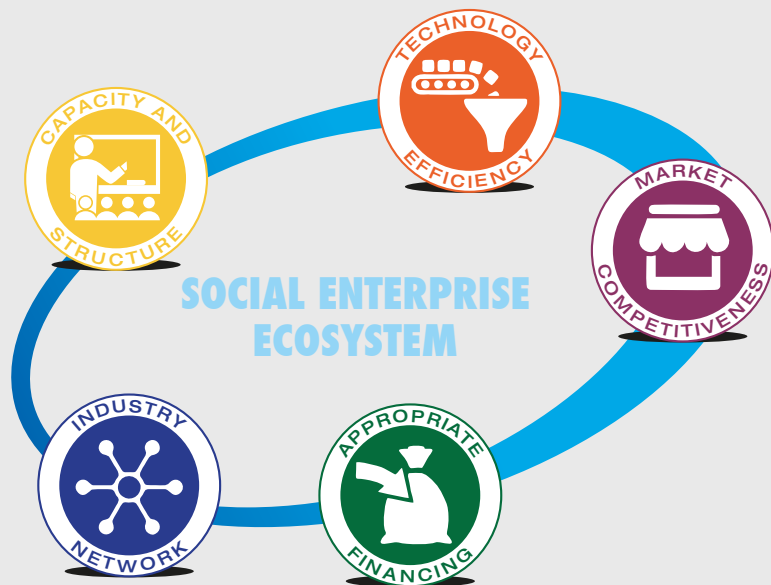 TECHNOLOGY
EFFICIENCY
CAPACITY AND
STRUCTURE
MARKET
COMPETITIVENESS
SOCIAL ENTERPRISE
ECOSYSTEM
INDUSTRY
NETWORK
APPROPRIATE
FINANCING